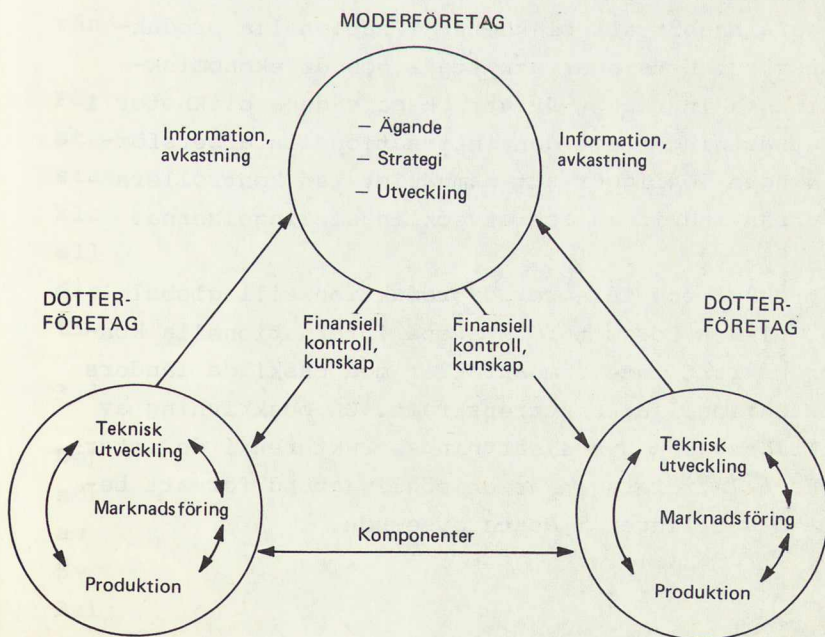 MODERFÖRETAG
– Ägande
– Strategi
– Utveckling
Information,
avkastning
Information,
avkastning
DOTTER-
FÖRETAG
Finansiell
kontroll,
kunskap
Finansiell
kontroll,
kunskap
DOTTER-
FÖRETAG
Teknisk
utveckling
Marknadsföring
Produktion
Komponenter
Teknisk
utveckling
Marknadsföring
Produktion